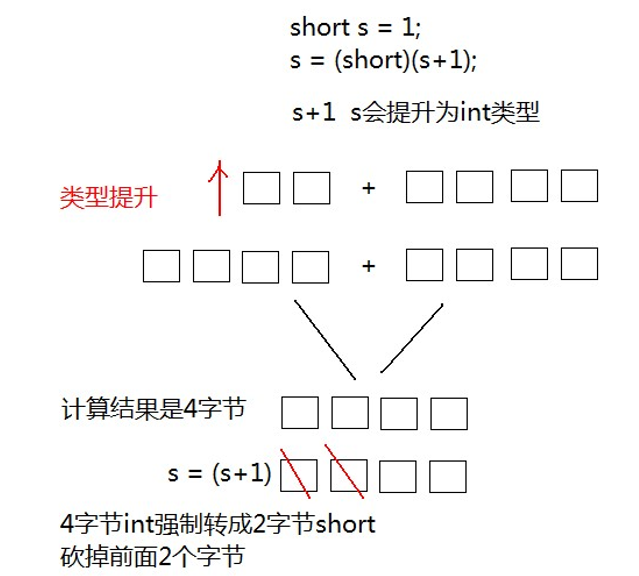 short s = 1;
s = (short)(s+1);
s+1 s会提升为int类型
类型提升
+
+
计算结果是4字节
s = (s+1)
4字节int强制转成2字节short
砍掉前面2个字节